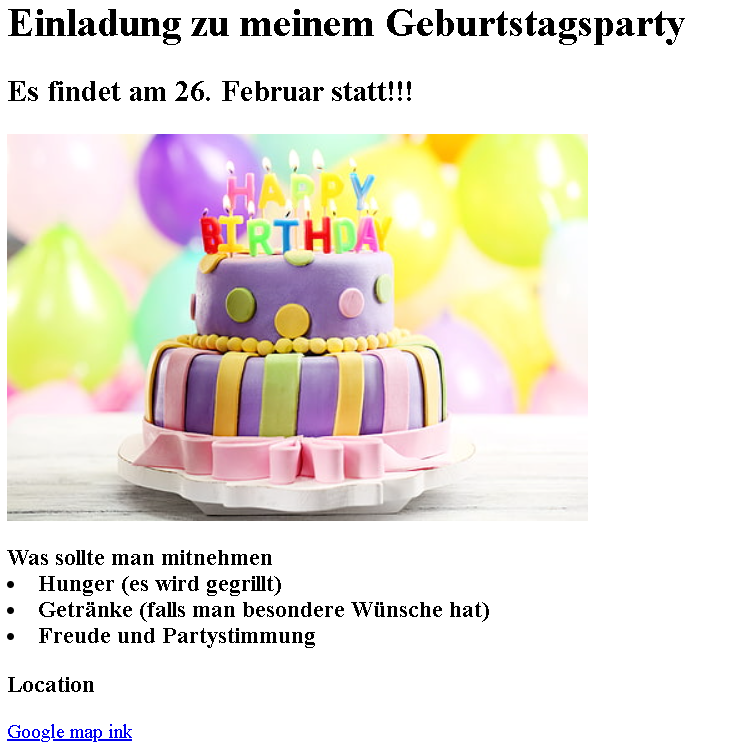 Einladung zu meinem Geburtstagsparty
Es findet am 26. Februar statt!!!
HAPPY
BIRTHDAY
Was sollte man mitnehmen
• Hunger (es wird gegrillt)
• Getränke (falls man besondere Wünsche hat)
• Freude und Partystimmung
Location
Google map ink